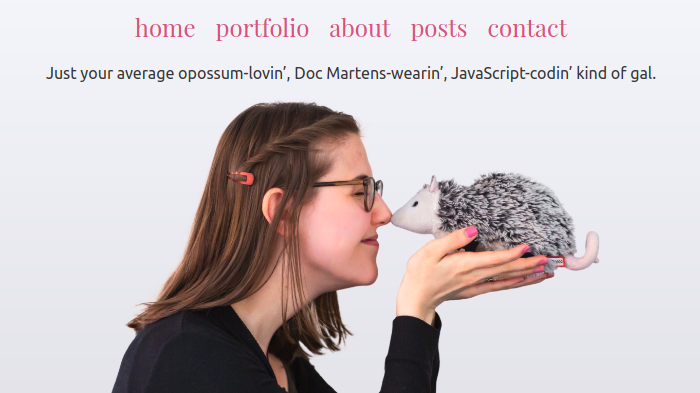 home portfolio about posts contact
Just your average opossum-lovin’, Doc Martens-wearin’, JavaScript-codin’ kind of gal.